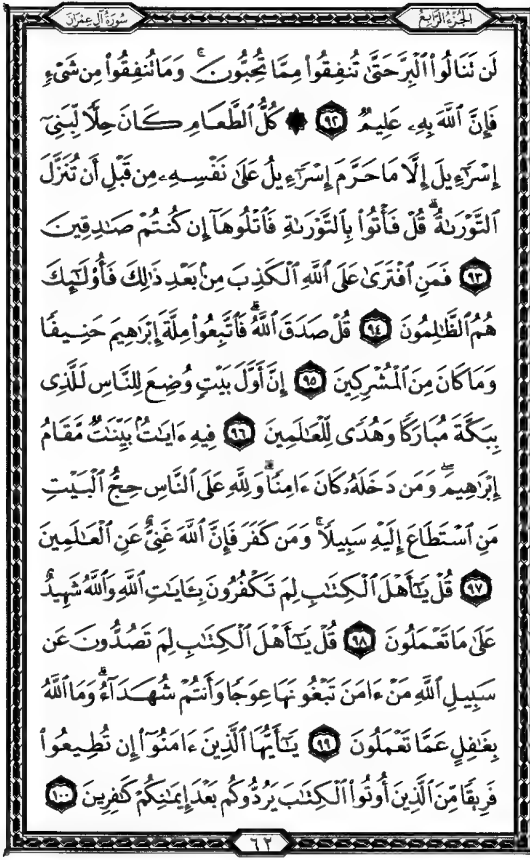 الجزء الرابع
سورة آل عمران
لَن تَنَالُوا۟ ٱلْبِرَّ حَتَّىٰ تُنفِقُوا۟ مِمَّا تُحِبُّونَ ۚ وَمَا تُنفِقُوا۟ مِن شَىْءٍ
فَإِنَّ ٱللَّهَ بِهِۦ عَلِيمٌ ٩٢ ۞ كُلُّ ٱلطَّعَامِ كَانَ حِلًّا لِّبَنِىٓ
إِسْرَٰٓءِيلَ إِلَّا مَا حَرَّمَ إِسْرَٰٓءِيلُ عَلَىٰ نَفْسِهِۦ مِن قَبْلِ أَن تُنَزَّلَ
ٱلتَّوْرَىٰةُ ۗ قُلْ فَأْتُوا۟ بِٱلتَّوْرَىٰةِ فَٱتْلُوهَآ إِن كُنتُمْ صَٰدِقِينَ
٩٣ فَمَنِ ٱفْتَرَىٰ عَلَى ٱللَّهِ ٱلْكَذِبَ مِنۢ بَعْدِ ذَٰلِكَ فَأُو۟لَٰٓئِكَ
هُمُ ٱلظَّٰلِمُونَ ٩٤ قُلْ صَدَقَ ٱللَّهُ ۗ فَٱتَّبِعُوا۟ مِلَّةَ إِبْرَٰهِيمَ حَنِيفًا
وَمَا كَانَ مِنَ ٱلْمُشْرِكِينَ ٩٥ إِنَّ أَوَّلَ بَيْتٍ وُضِعَ لِلنَّاسِ لَلَّذِى
بِبَكَّةَ مُبَارَكًا وَهُدًى لِّلْعَٰلَمِينَ ٩٦ فِيهِ ءَايَٰتٌۢ بَيِّنَٰتٌ مَّقَامُ
إِبْرَٰهِيمَ ۖ وَمَن دَخَلَهُۥ كَانَ ءَامِنًا ۗ وَلِلَّهِ عَلَى ٱلنَّاسِ حِجُّ ٱلْبَيْتِ
مَنِ ٱسْتَطَاعَ إِلَيْهِ سَبِيلًا ۚ وَمَن كَفَرَ فَإِنَّ ٱللَّهَ غَنِىٌّ عَنِ ٱلْعَٰلَمِينَ
٩٧ قُلْ يَٰٓأَهْلَ ٱلْكِتَٰبِ لِمَ تَكْفُرُونَ بِـَٔايَٰتِ ٱللَّهِ وَٱللَّهُ شَهِيدٌ
عَلَىٰ مَا تَعْمَلُونَ ٩٨ قُلْ يَٰٓأَهْلَ ٱلْكِتَٰبِ لِمَ تَصُدُّونَ عَن
سَبِيلِ ٱللَّهِ مَنْ ءَامَنَ تَبْغُونَهَا عِوَجًا وَأَنتُمْ شُهَدَآءُ ۗ وَمَا ٱللَّهُ
بِغَٰفِلٍ عَمَّا تَعْمَلُونَ ٩٩ يَٰٓأَيُّهَا ٱلَّذِينَ ءَامَنُوٓا۟ إِن تُطِيعُوا۟
فَرِيقًا مِّنَ ٱلَّذِينَ أُوتُوا۟ ٱلْكِتَٰبَ يَرُدُّوكُم بَعْدَ إِيمَٰنِكُمْ كَٰفِرِينَ ١٠٠
٦٢